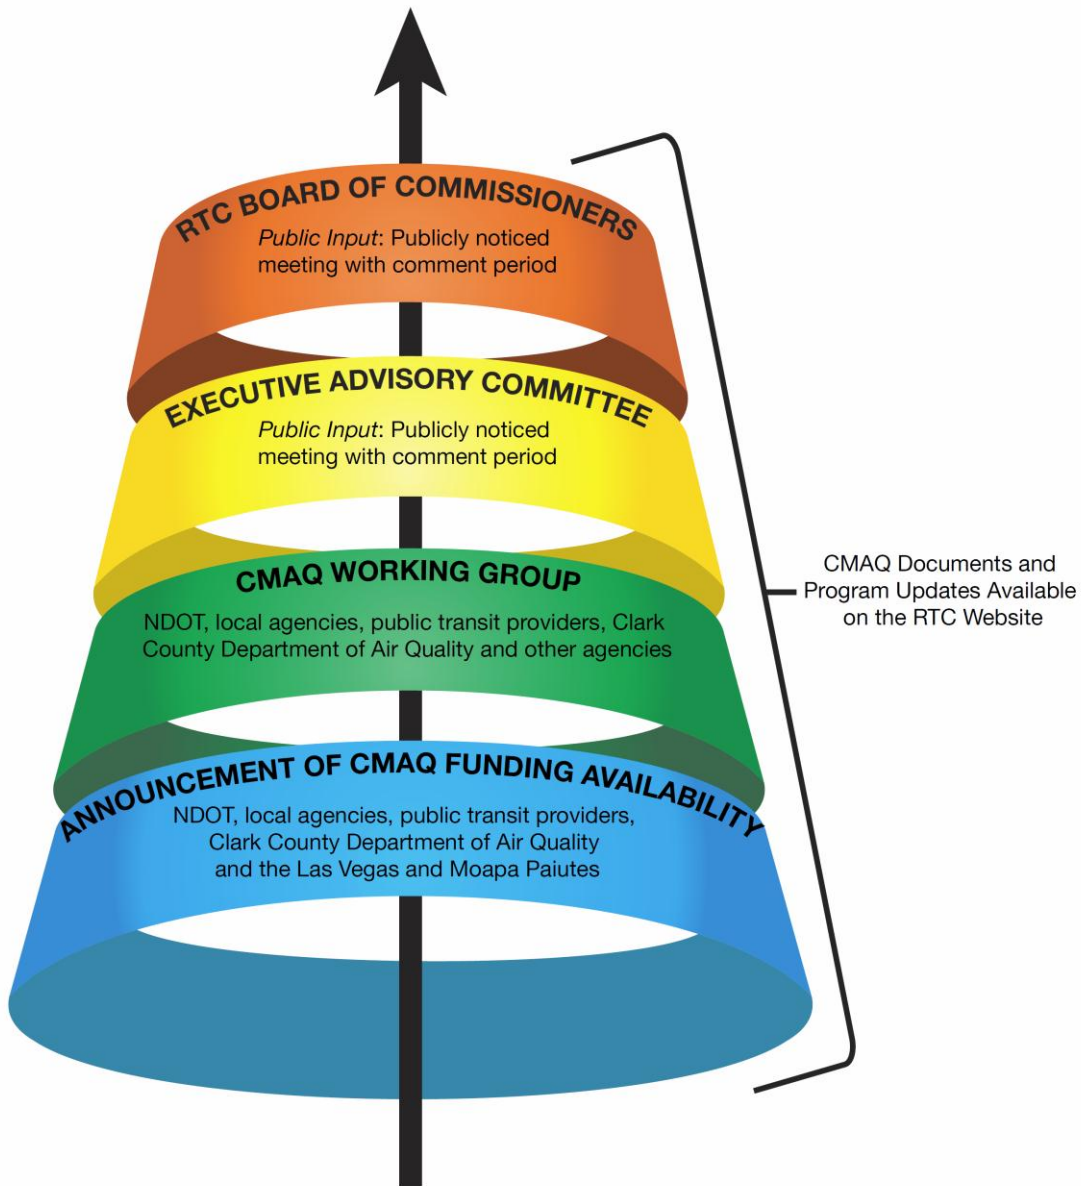 RTC BOARD OF COMMISSIONERS
Public Input: Publicly noticed
meeting with comment period
EXECUTIVE ADVISORY COMMITTEE
Public Input: Publicly noticed
meeting with comment period
CMAQ WORKING GROUP
NDOT, local agencies, public transit providers, Clark
County Department of Air Quality and other agencies
ANNOUNCEMENT OF CMAQ FUNDING AVAILABILITY
NDOT, local agencies, public transit providers,
Clark County Department of Air Quality
and the Las Vegas and Moapa Paiutes
CMAQ Documents and
Program Updates Available
on the RTC Website